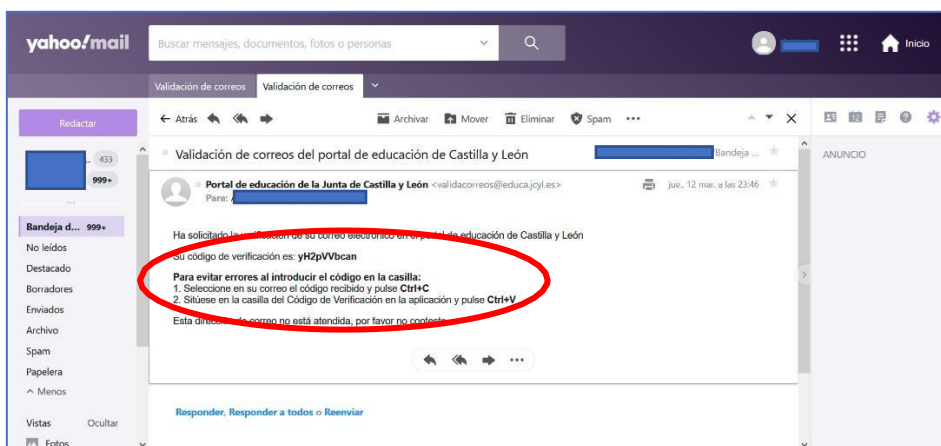 yahoo!mail
Buscar mensajes, documentos, fotos o personas
Inicio
Validación de correos
Validación de correos
Redactar
Atrás
Archivar
Mover
Eliminar
Spam
433
999+
Validación de correos del portal de educación de Castilla y León
/Bandeja ...
ANUNCIO
Portal de educación de la Junta de Castilla y León <validacorreos@educa.jcyl.es>
jue., 12 mar. a las 23:46
Para:
Bandeja d... 999+
No leídos
Destacado
Borradores
Enviados
Archivo
Spam
Papelera
Menos
Vistas
Ocultar
Fotos
Ha solicitado la verificación de su correo electrónico en el portal de educación de Castilla y León
Su código de verificación es: yH2pVVbcan
Para evitar errores al introducir el código en la casilla:
1. Seleccione en su correo el código recibido y pulse Ctrl+C
2. Sitúese en la casilla del Código de Verificación en la aplicación y pulse Ctrl+V
Esta dirección de correo no está atendida, por favor no conteste
Responder, Responder a todos o Reenviar